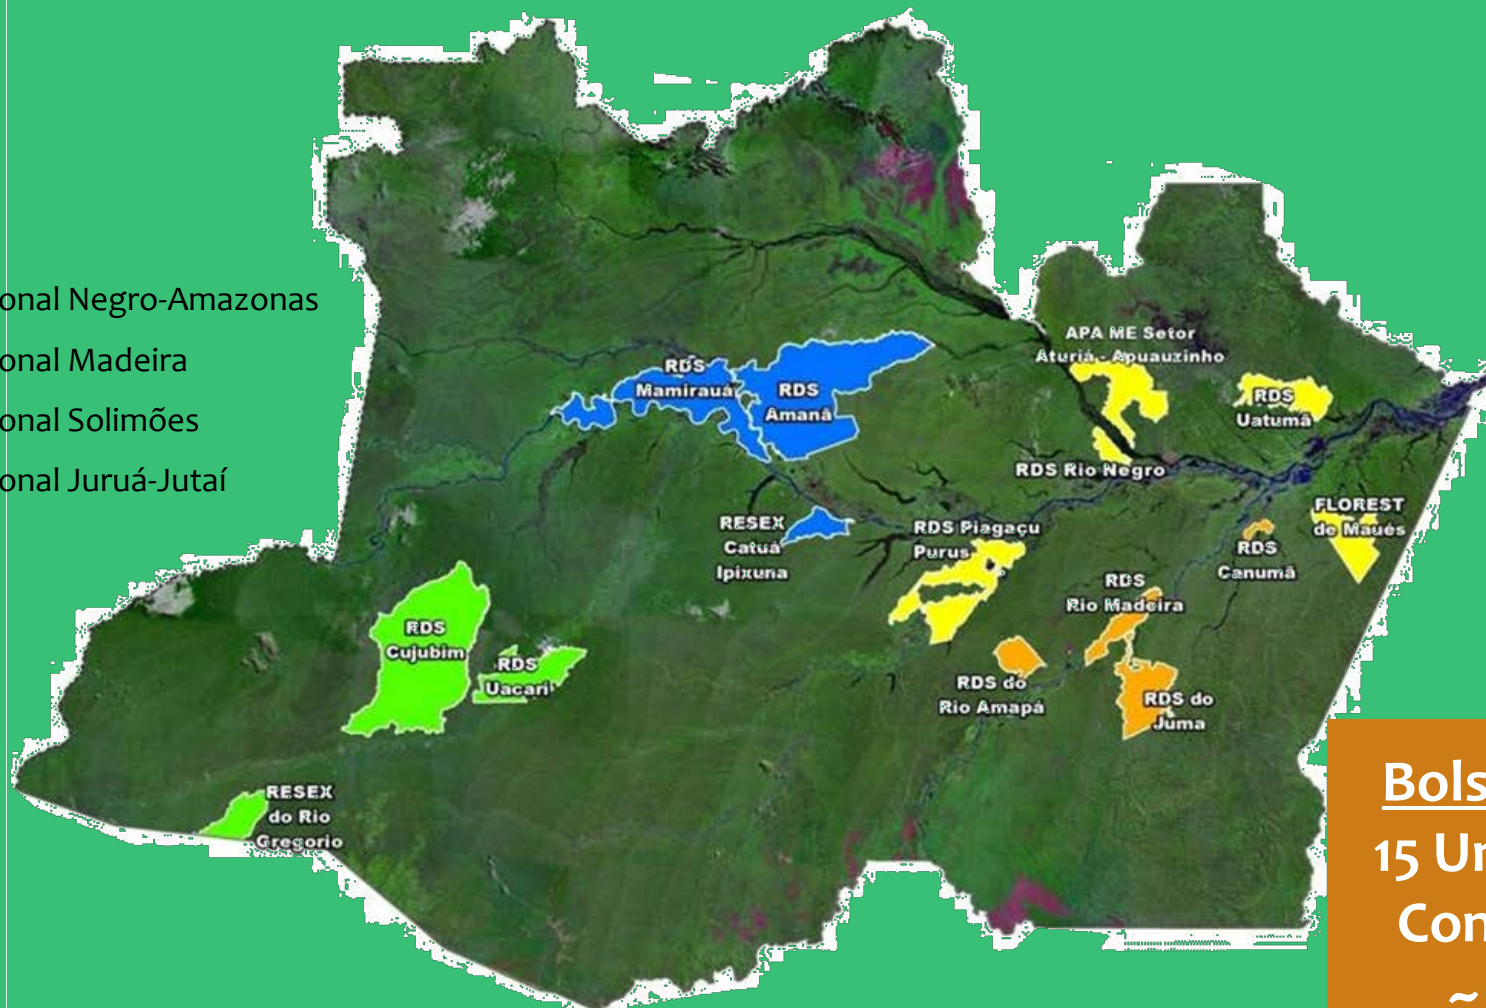 onal Negro-Amazonas
onal Madeira
onal Solimões
onal Juruá-Jutaí
APA ME Setor
Aturiá - Apuauzinho
RDS
Mamirauá
RDS
Amanã
RDS
Uatumã
RDS Rio Negro
RESEX
Catuá
Ipixuna
RDS Piagaçu
Purus
FLOREST
de Maués
RDS
Canumã
RDS
Rio Madeira
RDS
Cujubim
RDS
Uacari
RDS do
Rio Amapá
RDS do
Juma
RESEX
do Rio
Gregorio
Bols
15 Un
Con
~